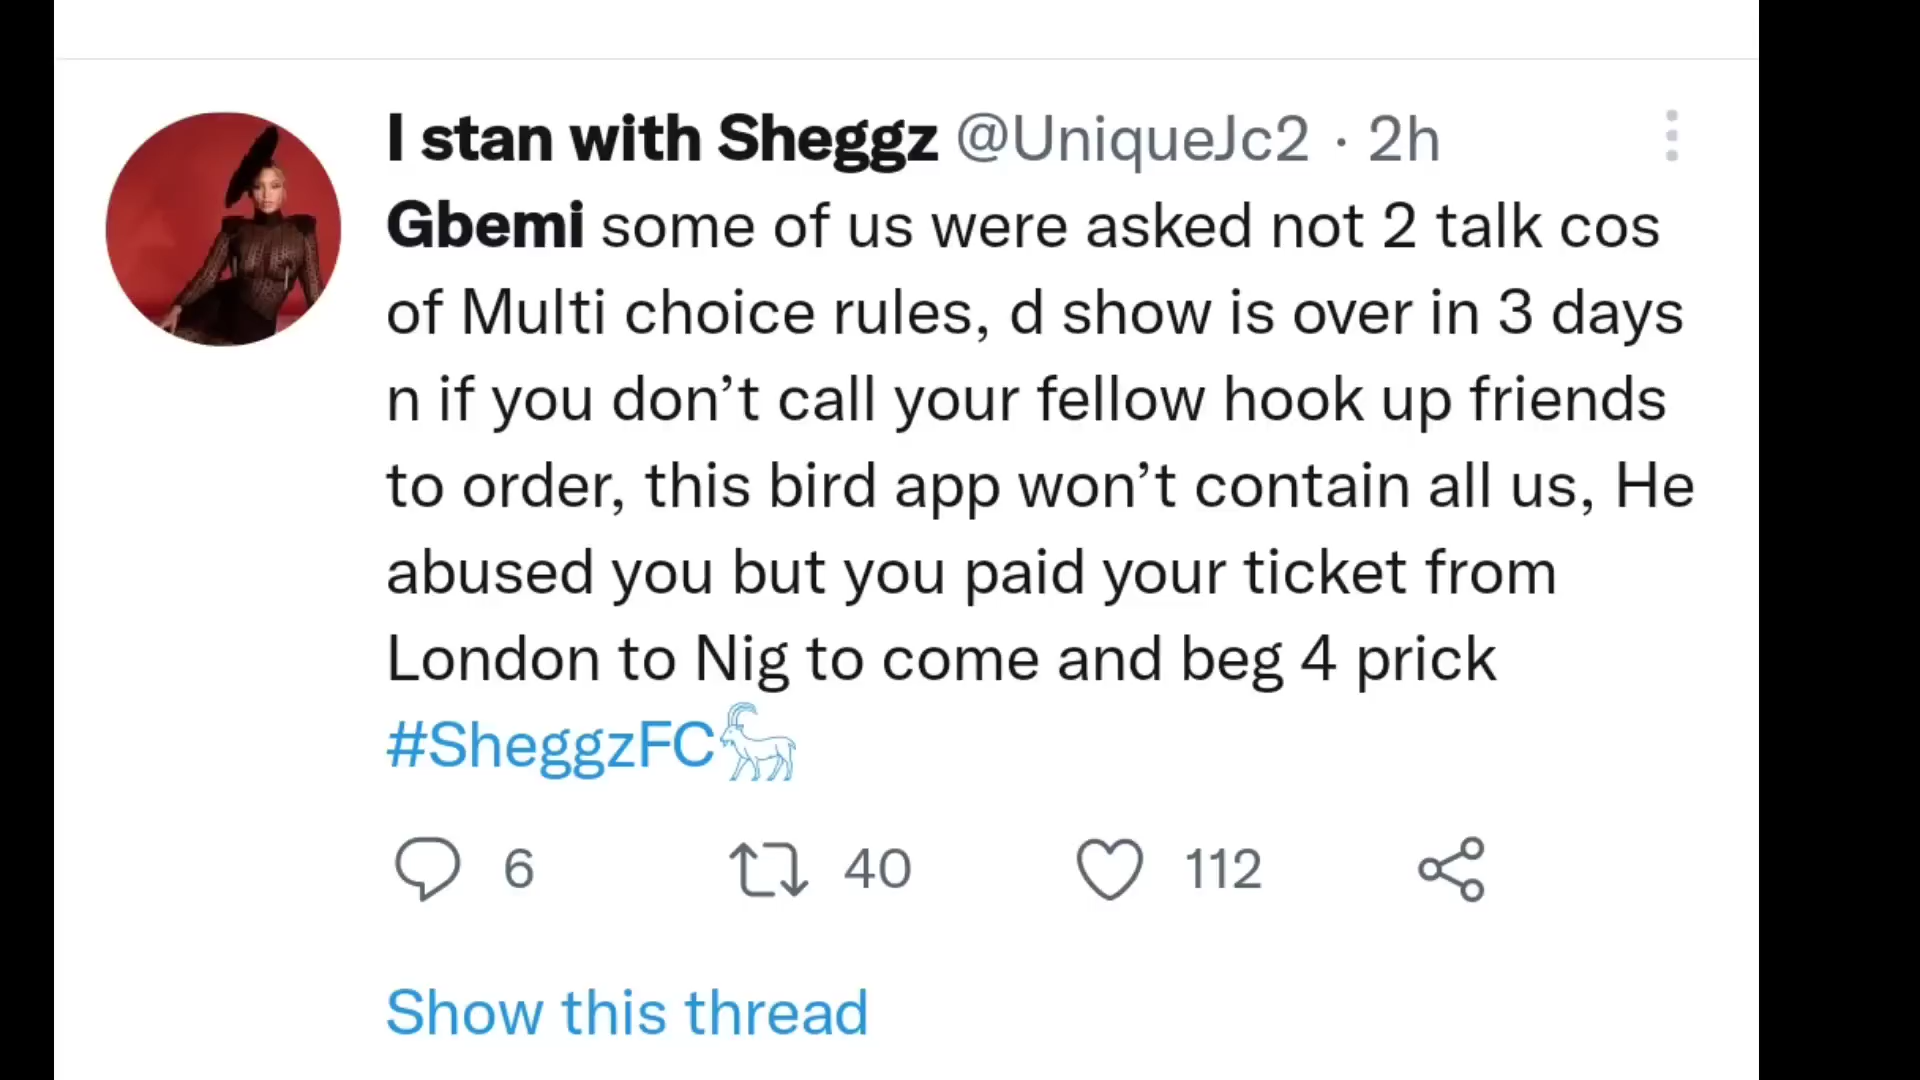 I stan with Sheggz @UniqueJc2 · 2h
Gbemi some of us were asked not 2 talk cos
of Multi choice rules, d show is over in 3 days
n if you don’t call your fellow hook up friends
to order, this bird app won’t contain all us, He
abused you but you paid your ticket from
London to Nig to come and beg 4 prick
#SheggzFC
6 40 112
Show this thread